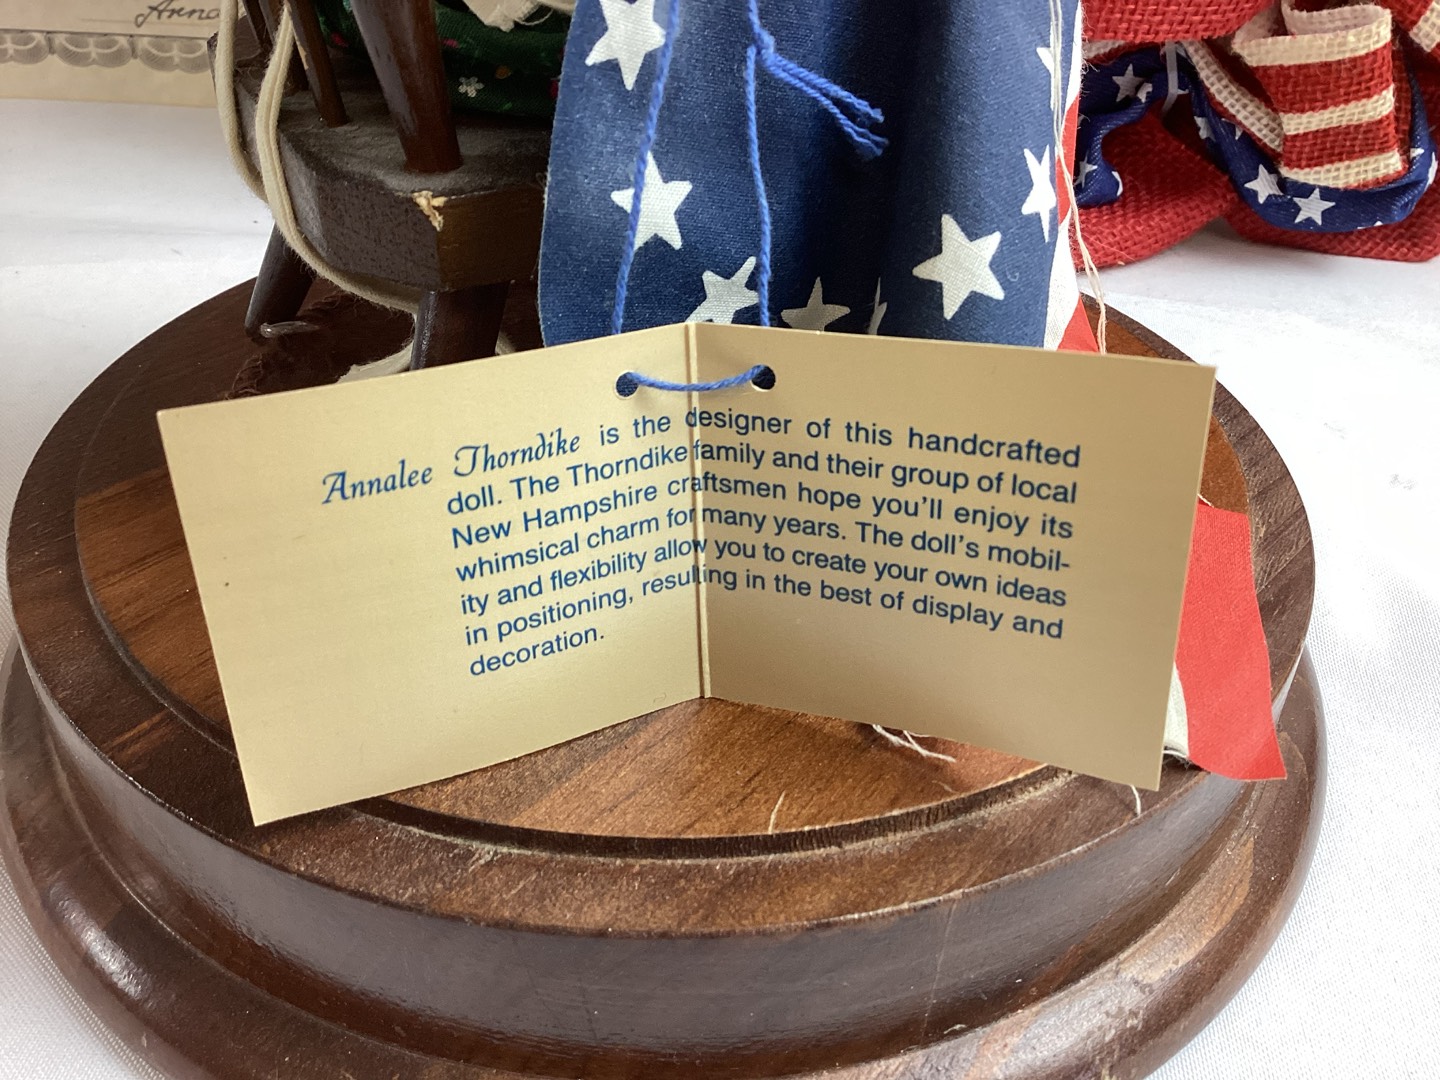 Annalee Thorndike is the designer of this handcrafted
doll. The Thorndike family and their group of local
New Hampshire craftsmen hope you'll enjoy its
whimsical charm for many years. The doll's mobil-
ity and flexibility allow you to create your own ideas
in positioning, resulting in the best of display and
decoration.